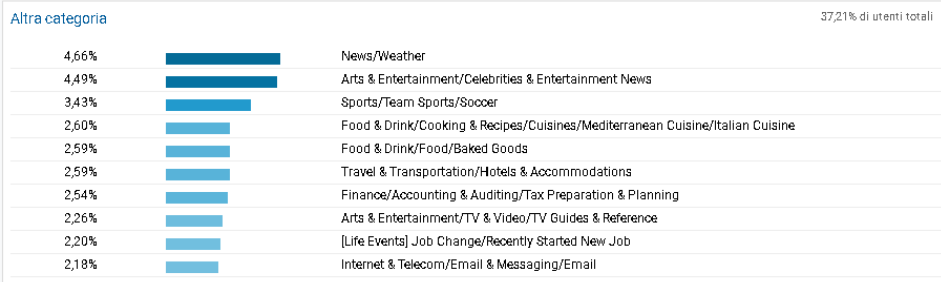 Altra categoria 37,21% di utenti totali
4,66% News/Weather
4,49% Arts & Entertainment/Celebrities & Entertainment News
3,43% Sports/Team Sports/Soccer
2,60% Food & Drink/Cooking & Recipes/Cuisines/Mediterranean Cuisine/Italian Cuisine
2,59% Food & Drink/Food/Baked Goods
2,59% Travel & Transportation/Hotels & Accommodations
2,54% Finance/Accounting & Auditing/Tax Preparation & Planning
2,26% Arts & Entertainment/TV & Video/TV Guides & Reference
2,20% [Life Events] Job Change/Recently Started New Job
2,18% Internet & Telecom/Email & Messaging/Email